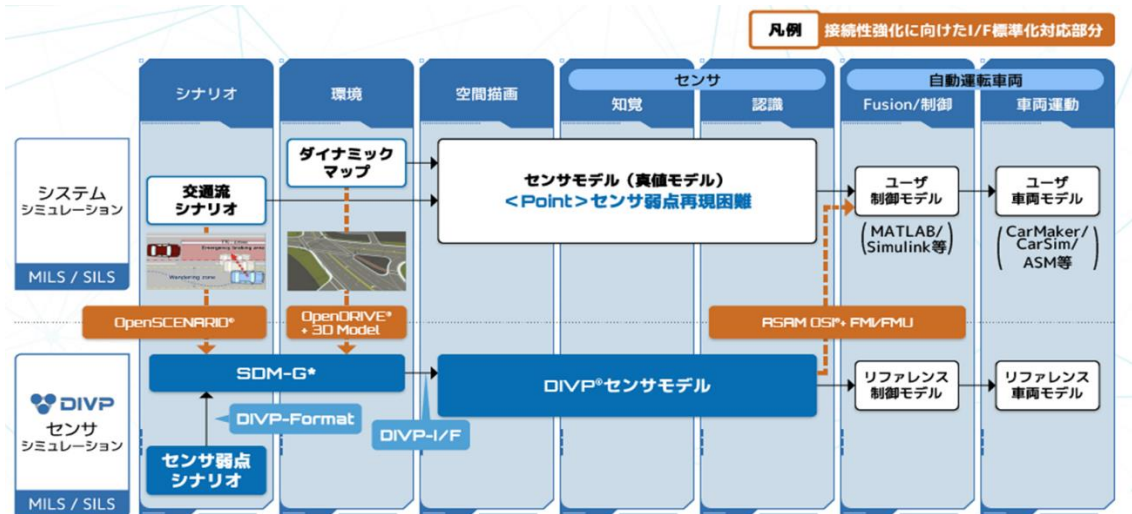 凡例 接続性強化に向けたI/F標準化対応部分
シナリオ
環境
空間描画
センサ
知覚
認識
自動運転車両
Fusion/制御
車両運動
システム
シミュレーション
MILS / SILS
交通流
シナリオ
ダイナミック
マップ
センサモデル（真値モデル）
＜Point＞センサ弱点再現困難
ユーザ
制御モデル
(MATLAB/
Simulink等)
ユーザ
車両モデル
(CarMaker/
CarSim/
ASM等)
Emergency braking area
Wandering zone
OpenSCENARIO®
OpenDRIVE®
+ 3D Model
ASAM OSI®+ FMI/FMU
DIVP
センサ
シミュレーション
MILS / SILS
SDM-G*
DIVP®センサモデル
リファレンス
制御モデル
リファレンス
車両モデル
DIVP-Format
DIVP-I/F
センサ弱点
シナリオ